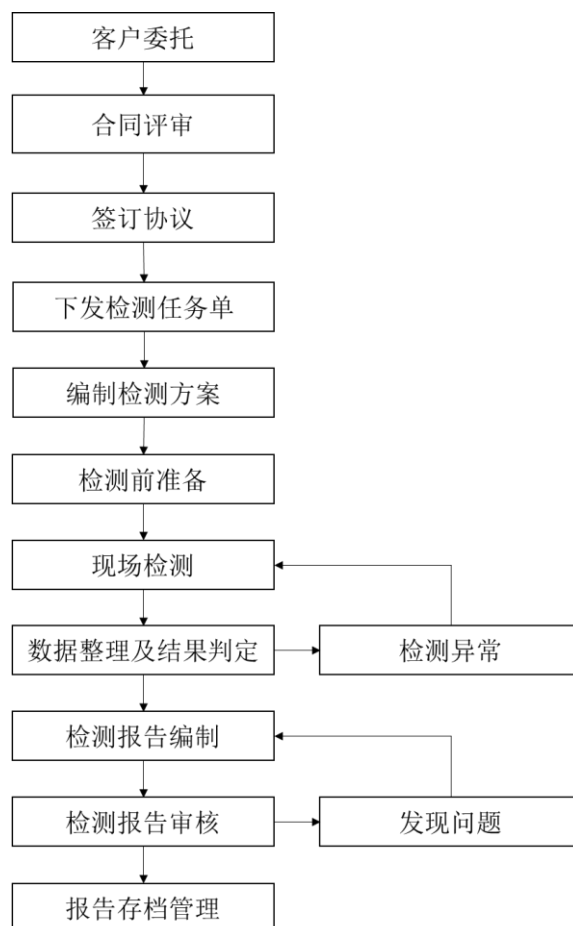 客户委托
合同评审
签订协议
下发检测任务单
编制检测方案
检测前准备
现场检测
数据整理及结果判定
检测异常
检测报告编制
检测报告审核
发现问题
报告存档管理